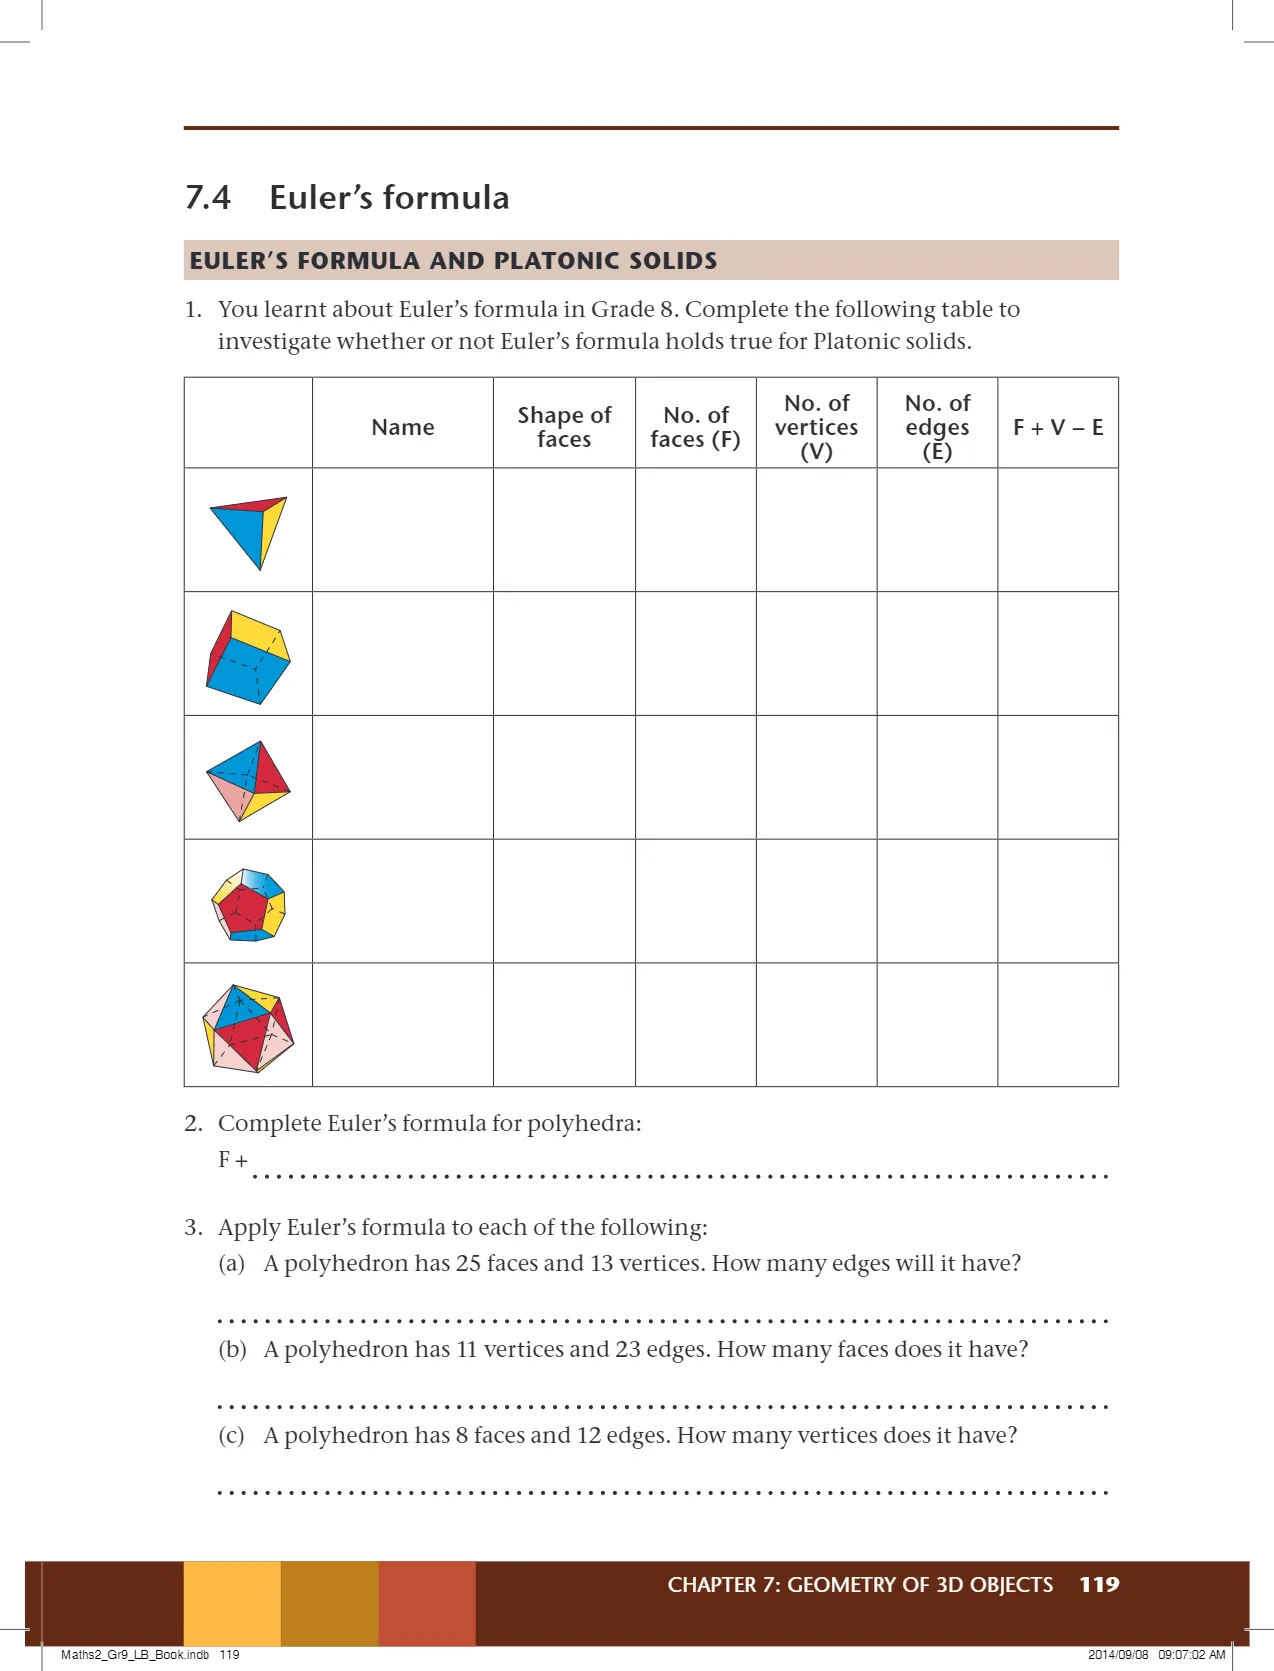 7.4 Euler’s formula
EULER’S FORMULA AND PLATONIC SOLIDS
1. You learnt about Euler’s formula in Grade 8. Complete the following table to
investigate whether or not Euler’s formula holds true for Platonic solids.
Name
Shape of
faces
No. of
faces (F)
No. of
vertices
(V)
No. of
edges
(E)
F + V – E
2. Complete Euler’s formula for polyhedra:
F +
3. Apply Euler’s formula to each of the following:
(a) A polyhedron has 25 faces and 13 vertices. How many edges will it have?
(b) A polyhedron has 11 vertices and 23 edges. How many faces does it have?
(c) A polyhedron has 8 faces and 12 edges. How many vertices does it have?
CHAPTER 7: GEOMETRY OF 3D OBJECTS 119
Maths2_Gr9_LB_Book.indb 119
2014/09/08 09:07:02 AM